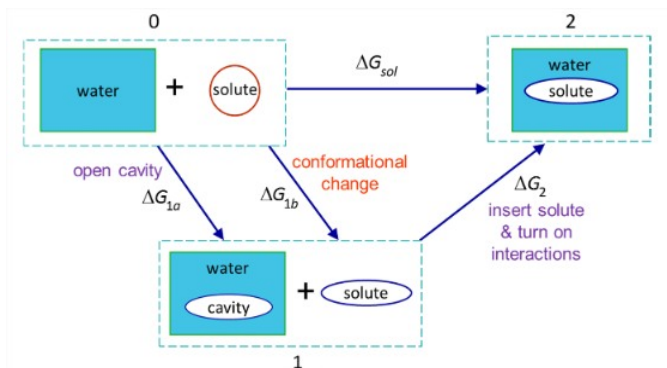 0
2
water
+
solute
ΔG_sol
water
solute
open cavity
ΔG_1a
ΔG_1b
conformational
change
ΔG_2
insert solute
& turn on
interactions
water
cavity
+
solute
1